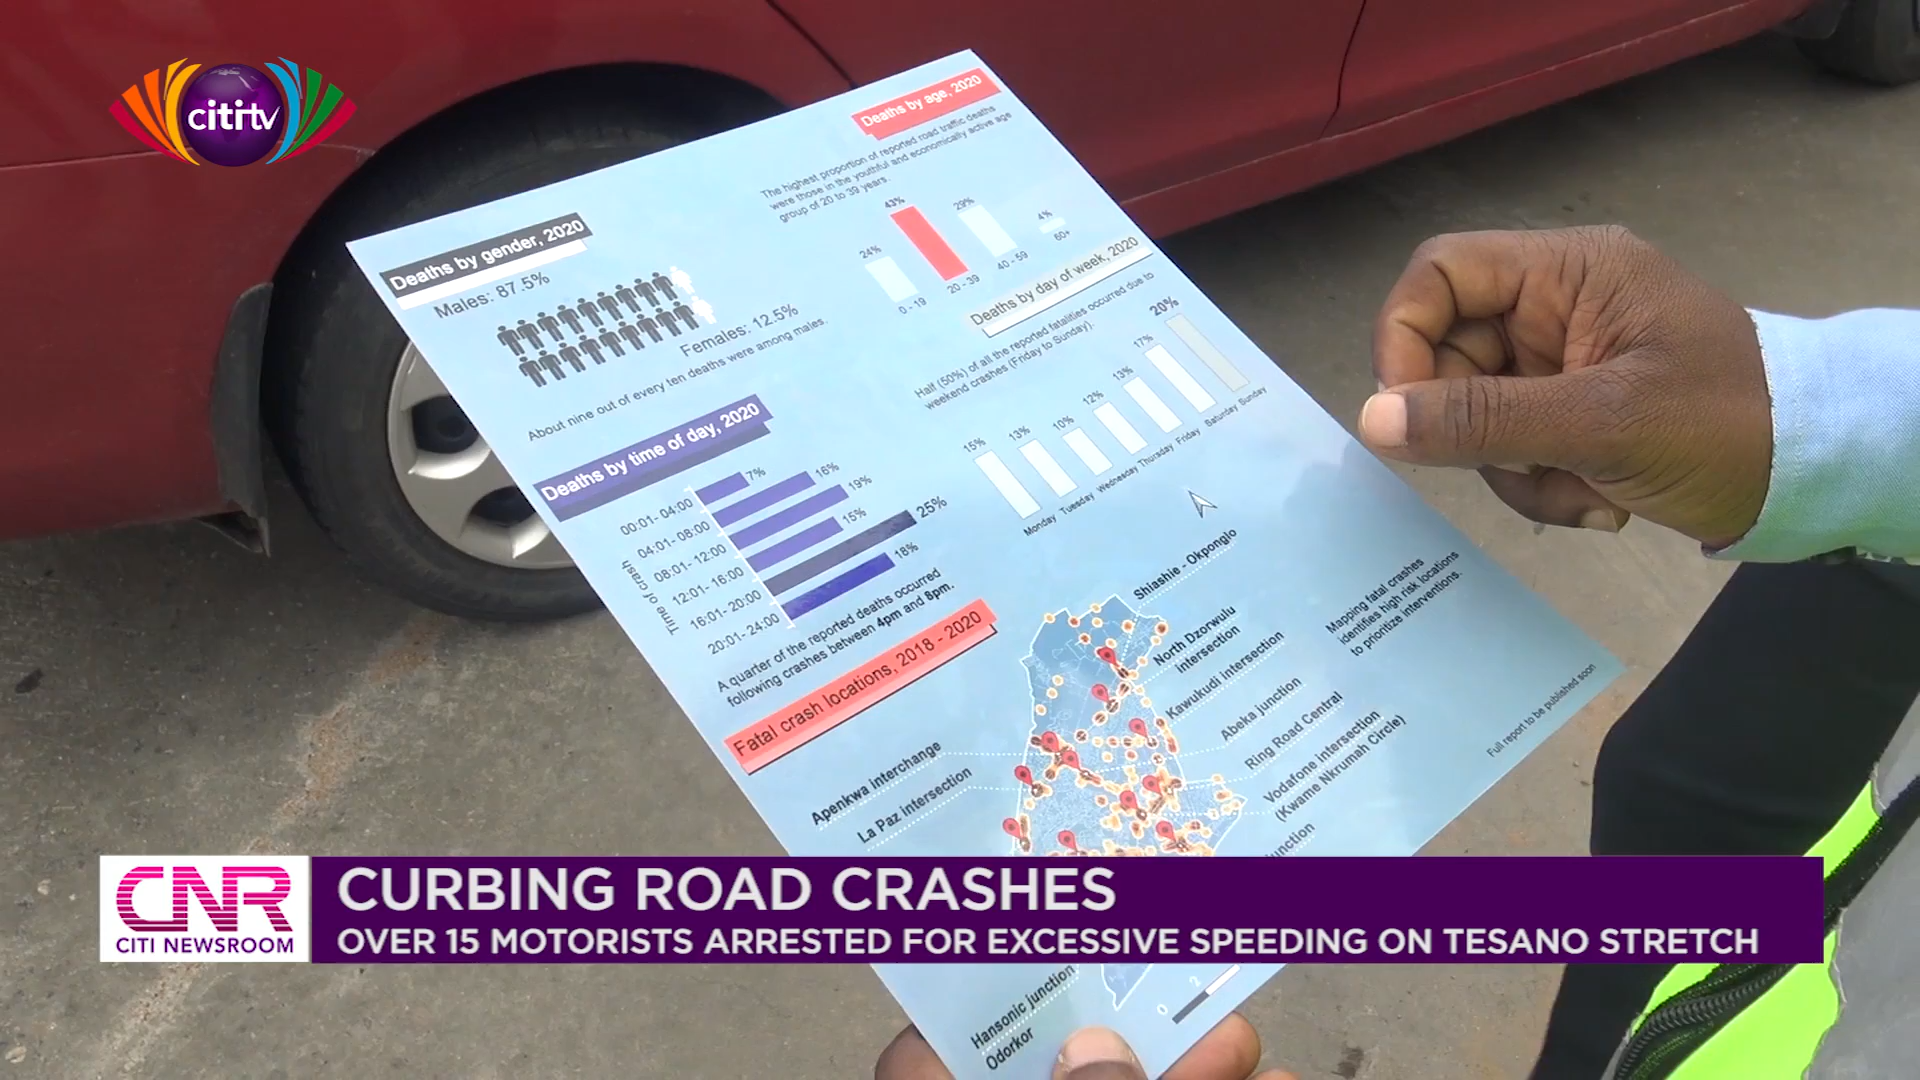 cititv
Deaths by gender, 2020
Males: 87.5%
Females: 12.5%
About nine out of every ten deaths were among males.
Deaths by age, 2020
The highest proportion of reported road traffic deaths
were those in the youthful and economically active age
group of 20 to 39 years.
24%
43%
29%
4%
0 - 19
20 - 39
40 - 59
60+
Deaths by day of week, 2020
Half (50%) of all the reported fatalities occurred due to
weekend crashes (Friday to Sunday).
15%
13%
10%
12%
13%
17%
20%
Monday
Tuesday
Wednesday
Thursday
Friday
Saturday
Sunday
Deaths by time of day, 2020
Time of crash
00:01- 04:00
7%
04:01- 08:00
16%
08:01- 12:00
19%
12:01- 16:00
15%
16:01- 20:00
25%
20:01- 24:00
18%
A quarter of the reported deaths occurred
following crashes between 4pm and 8pm.
Fatal crash locations, 2018 - 2020
Shiashie - Okponglo
North Dzorwulu
intersection
Kawukudi intersection
Abeka junction
Ring Road Central
Vodafone intersection
(Kwame Nkrumah Circle)
Apenkwa interchange
La Paz intersection
Mapping fatal crashes
identifies high risk locations
to prioritize interventions.
Full report to be published soon
CNR
CITI NEWSROOM
CURBING ROAD CRASHES
OVER 15 MOTORISTS ARRESTED FOR EXCESSIVE SPEEDING ON TESANO STRETCH
Hansonic junction
Odorkor
0
2